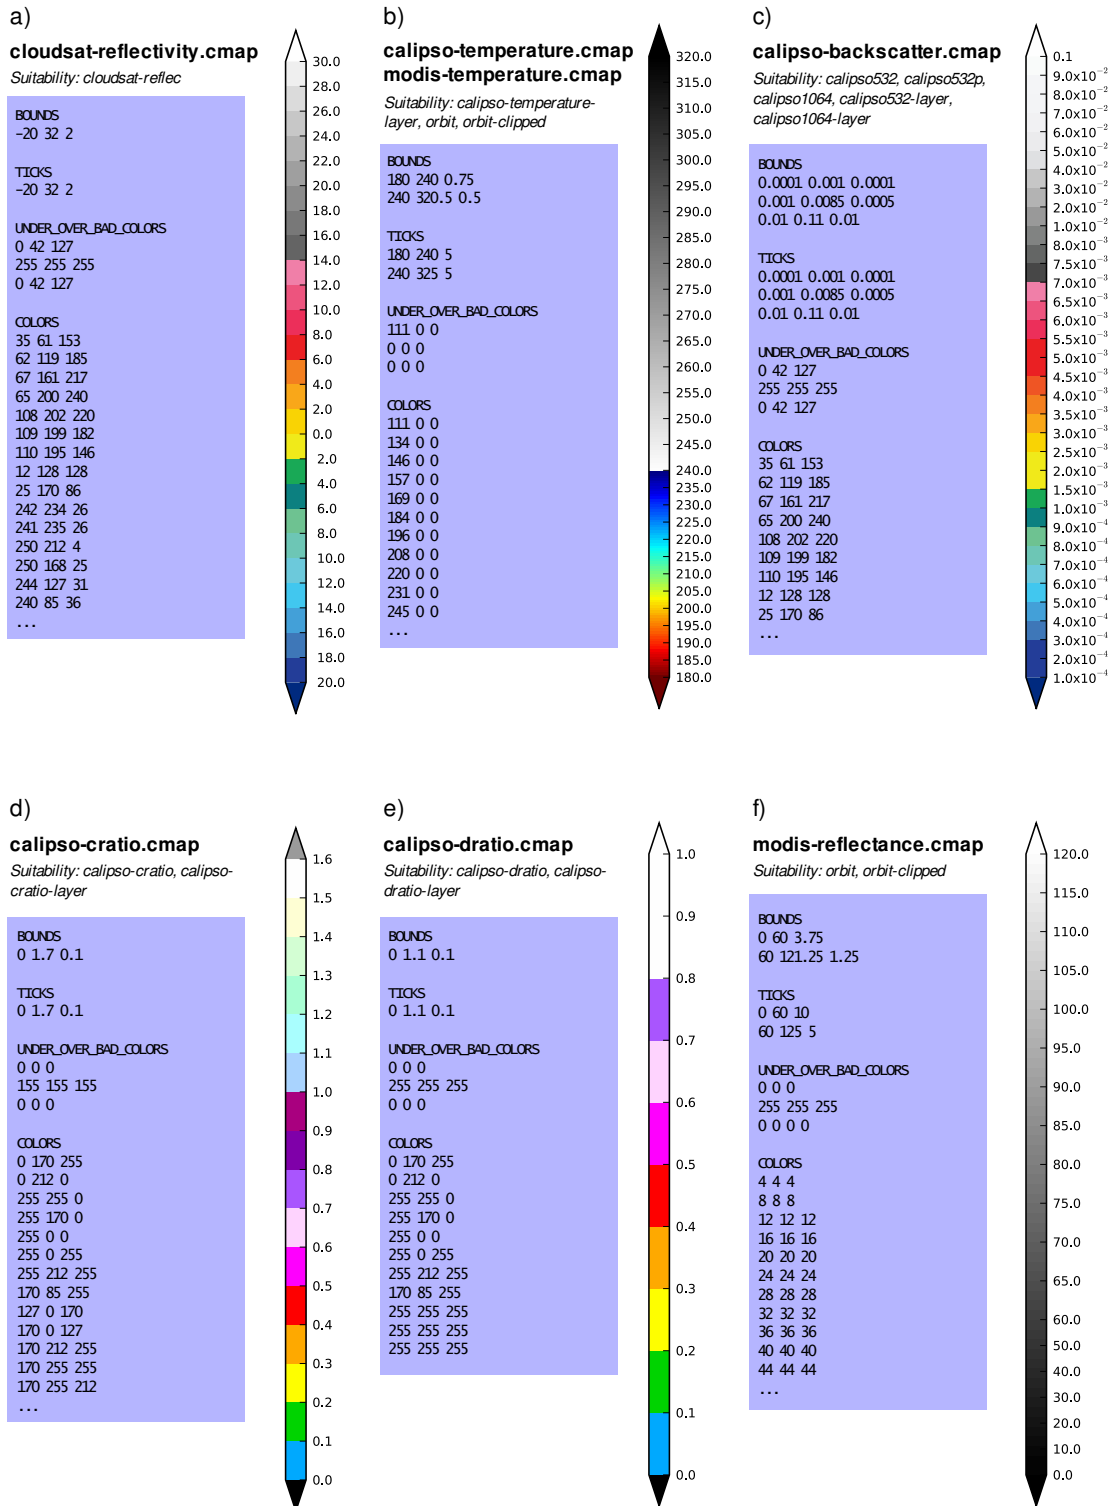 a)
cloudsat-reflectivity.cmap
Suitability: cloudsat-reflec
BOUNDS
-20 32 2
TICKS
-20 32 2
UNDER_OVER_BAD_COLORS
0 42 127
255 255 255
0 42 127
COLORS
35 61 153
62 119 185
67 161 217
65 200 240
108 202 220
109 199 182
110 195 146
12 128 128
25 170 86
242 234 26
241 235 26
250 212 4
250 168 25
244 127 31
240 85 36
...
30.0
28.0
26.0
24.0
22.0
20.0
18.0
16.0
14.0
12.0
10.0
8.0
6.0
4.0
2.0
0.0
2.0
4.0
6.0
8.0
10.0
12.0
14.0
16.0
18.0
20.0
b)
calipso-temperature.cmap
modis-temperature.cmap
Suitability: calipso-temperature-
layer, orbit, orbit-clipped
BOUNDS
180 240 0.75
240 320.5 0.5
TICKS
180 240 5
240 325 5
UNDER_OVER_BAD_COLORS
111 0 0
0 0 0
0 0 0
COLORS
111 0 0
134 0 0
146 0 0
157 0 0
169 0 0
184 0 0
196 0 0
208 0 0
220 0 0
231 0 0
245 0 0
...
320.0
315.0
310.0
305.0
300.0
295.0
290.0
285.0
280.0
275.0
270.0
265.0
260.0
255.0
250.0
245.0
240.0
235.0
230.0
225.0
220.0
215.0
210.0
205.0
200.0
195.0
190.0
185.0
180.0
c)
calipso-backscatter.cmap
Suitability: calipso532, calipso532p,
calipso1064, calipso532-layer,
calipso1064-layer
BOUNDS
0.0001 0.001 0.0001
0.001 0.0085 0.0005
0.01 0.11 0.01
TICKS
0.0001 0.001 0.0001
0.001 0.0085 0.0005
0.01 0.11 0.01
UNDER_OVER_BAD_COLORS
0 42 127
255 255 255
0 42 127
COLORS
35 61 153
62 119 185
67 161 217
65 200 240
108 202 220
109 199 182
110 195 146
12 128 128
25 170 86
...
0.1
9.0x10⁻²
8.0x10⁻²
7.0x10⁻²
6.0x10⁻²
5.0x10⁻²
4.0x10⁻²
3.0x10⁻²
2.0x10⁻²
1.0x10⁻²
8.0x10⁻³
7.5x10⁻³
7.0x10⁻³
6.5x10⁻³
6.0x10⁻³
5.5x10⁻³
5.0x10⁻³
4.5x10⁻³
4.0x10⁻³
3.5x10⁻³
3.0x10⁻³
2.5x10⁻³
2.0x10⁻³
1.5x10⁻³
1.0x10⁻³
9.0x10⁻⁴
8.0x10⁻⁴
7.0x10⁻⁴
6.0x10⁻⁴
5.0x10⁻⁴
4.0x10⁻⁴
3.0x10⁻⁴
2.0x10⁻⁴
1.0x10⁻⁴
d)
calipso-cratio.cmap
Suitability: calipso-cratio, calipso-
cratio-layer
BOUNDS
0 1.7 0.1
TICKS
0 1.7 0.1
UNDER_OVER_BAD_COLORS
0 0 0
155 155 155
0 0 0
COLORS
0 170 255
0 212 0
255 255 0
255 170 0
255 0 0
255 0 255
255 212 255
170 85 255
127 0 170
170 0 127
170 212 255
170 255 255
170 255 212
...
1.6
1.5
1.4
1.3
1.2
1.1
1.0
0.9
0.8
0.7
0.6
0.5
0.4
0.3
0.2
0.1
0.0
e)
calipso-dratio.cmap
Suitability: calipso-dratio, calipso-
dratio-layer
BOUNDS
0 1.1 0.1
TICKS
0 1.1 0.1
UNDER_OVER_BAD_COLORS
0 0 0
255 255 255
0 0 0
COLORS
0 170 255
0 212 0
255 255 0
255 170 0
255 0 0
255 0 255
255 212 255
170 85 255
255 255 255
255 255 255
255 255 255
1.0
0.9
0.8
0.7
0.6
0.5
0.4
0.3
0.2
0.1
0.0
f)
modis-reflectance.cmap
Suitability: orbit, orbit-clipped
BOUNDS
0 60 3.75
60 121.25 1.25
TICKS
0 60 10
60 125 5
UNDER_OVER_BAD_COLORS
0 0 0
255 255 255
0 0 0 0
COLORS
4 4 4
8 8 8
12 12 12
16 16 16
20 20 20
24 24 24
28 28 28
32 32 32
36 36 36
40 40 40
44 44 44
...
120.0
115.0
110.0
105.0
100.0
95.0
90.0
85.0
80.0
75.0
70.0
65.0
60.0
50.0
40.0
30.0
20.0
10.0
0.0